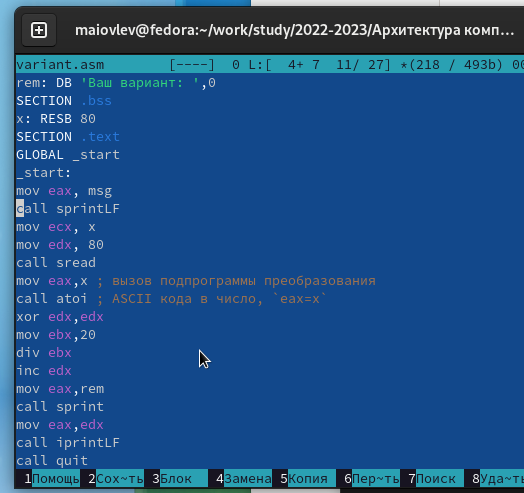 maiovlev@fedora:~/work/study/2022-2023/Архитектура комп…
variant.asm [----] 0 L:[ 4+ 7 11/ 27] *(218 / 493b) 00
rem: DB 'Ваш вариант: ',0
SECTION .bss
x: RESB 80
SECTION .text
GLOBAL _start
_start:
mov eax, msg
call sprintLF
mov ecx, x
mov edx, 80
call sread
mov eax,x ; вызов подпрограммы преобразования
call atoi ; ASCII кода в число, `eax=x`
xor edx,edx
mov ebx,20
div ebx
inc edx
mov eax,rem
call sprint
mov eax,edx
call iprintLF
call quit
1Помощь 2Сох~ть 3Блок 4Замена 5Копия 6Пер~ть 7Поиск 8Уда~ть